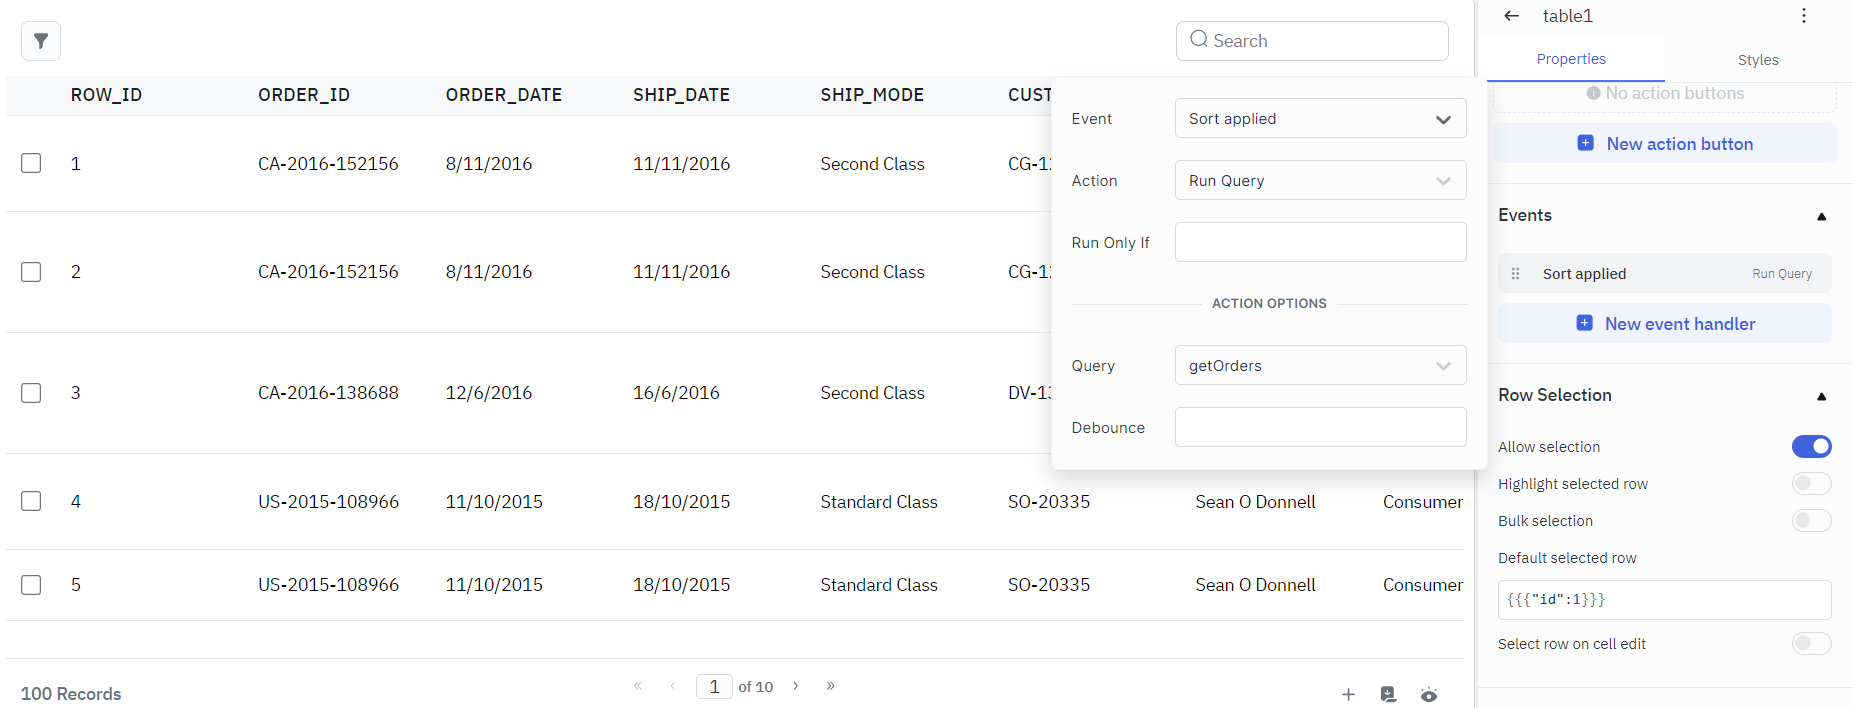 Search
ROW_ID ORDER_ID ORDER_DATE SHIP_DATE SHIP_MODE CUST
1 CA-2016-152156 8/11/2016 11/11/2016 Second Class CG-12
2 CA-2016-152156 8/11/2016 11/11/2016 Second Class CG-12
3 CA-2016-138688 12/6/2016 16/6/2016 Second Class DV-13
4 US-2015-108966 11/10/2015 18/10/2015 Standard Class SO-20335 Sean O Donnell Consumer
5 US-2015-108966 11/10/2015 18/10/2015 Standard Class SO-20335 Sean O Donnell Consumer
100 Records
« ‹ 1 of 10 › »
Event Sort applied
Action Run Query
Run Only If
ACTION OPTIONS
Query getOrders
Debounce
table1
Properties Styles
No action buttons
New action button
Events
Sort applied Run Query
New event handler
Row Selection
Allow selection
Highlight selected row
Bulk selection
Default selected row
{{{"id":1}}}
Select row on cell edit